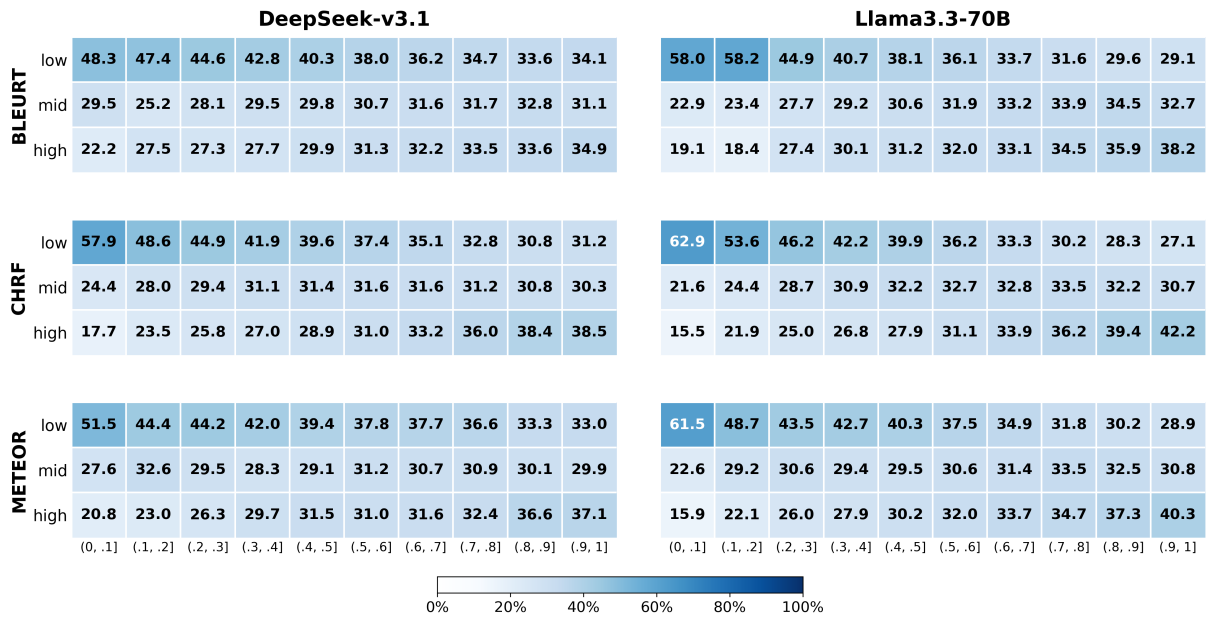 DeepSeek-v3.1 Llama3.3-70B
BLEURT
low 48.3 47.4 44.6 42.8 40.3 38.0 36.2 34.7 33.6 34.1 58.0 58.2 44.9 40.7 38.1 36.1 33.7 31.6 29.6 29.1
mid 29.5 25.2 28.1 29.5 29.8 30.7 31.6 31.7 32.8 31.1 22.9 23.4 27.7 29.2 30.6 31.9 33.2 33.9 34.5 32.7
high 22.2 27.5 27.3 27.7 29.9 31.3 32.2 33.5 33.6 34.9 19.1 18.4 27.4 30.1 31.2 32.0 33.1 34.5 35.9 38.2
CHRF
low 57.9 48.6 44.9 41.9 39.6 37.4 35.1 32.8 30.8 31.2 62.9 53.6 46.2 42.2 39.9 36.2 33.3 30.2 28.3 27.1
mid 24.4 28.0 29.4 31.1 31.4 31.6 31.6 31.2 30.8 30.3 21.6 24.4 28.7 30.9 32.2 32.7 32.8 33.5 32.2 30.7
high 17.7 23.5 25.8 27.0 28.9 31.0 33.2 36.0 38.4 38.5 15.5 21.9 25.0 26.8 27.9 31.1 33.9 36.2 39.4 42.2
METEOR
low 51.5 44.4 44.2 42.0 39.4 37.8 37.7 36.6 33.3 33.0 61.5 48.7 43.5 42.7 40.3 37.5 34.9 31.8 30.2 28.9
mid 27.6 32.6 29.5 28.3 29.1 31.2 30.7 30.9 30.1 29.9 22.6 29.2 30.6 29.4 29.5 30.6 31.4 33.5 32.5 30.8
high 20.8 23.0 26.3 29.7 31.5 31.0 31.6 32.4 36.6 37.1 15.9 22.1 26.0 27.9 30.2 32.0 33.7 34.7 37.3 40.3
(0, .1] (.1, .2] (.2, .3] (.3, .4] (.4, .5] (.5, .6] (.6, .7] (.7, .8] (.8, .9] (.9, 1] (0, .1] (.1, .2] (.2, .3] (.3, .4] (.4, .5] (.5, .6] (.6, .7] (.7, .8] (.8, .9] (.9, 1]
0% 20% 40% 60% 80% 100%